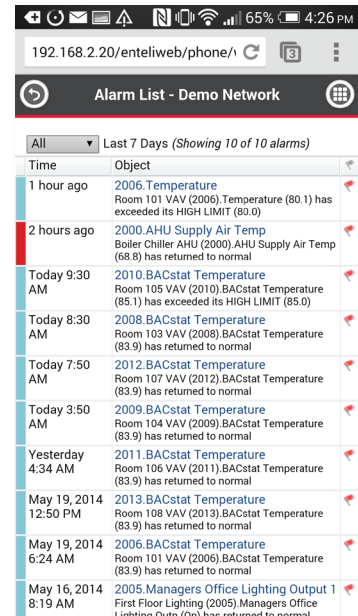 65% 4:26 PM
192.168.2.20/enteliweb/phone/ 3
Alarm List - Demo Network
All Last 7 Days (Showing 10 of 10 alarms)
Time Object
1 hour ago 2006.Temperature
Room 101 VAV (2006).Temperature (80.1) has
exceeded its HIGH LIMIT (80.0)
2 hours ago 2000.AHU Supply Air Temp
Boiler Chiller AHU (2000).AHU Supply Air Temp
(68.8) has returned to normal
Today 9:30 2010.BACstat Temperature
AM Room 105 VAV (2010).BACstat Temperature
(85.1) has exceeded its HIGH LIMIT (85.0)
Today 8:30 2008.BACstat Temperature
AM Room 103 VAV (2008).BACstat Temperature
(83.9) has returned to normal
Today 7:50 2012.BACstat Temperature
AM Room 107 VAV (2012).BACstat Temperature
(83.9) has returned to normal
Today 3:50 2009.BACstat Temperature
AM Room 104 VAV (2009).BACstat Temperature
(83.9) has returned to normal
Yesterday 2011.BACstat Temperature
4:34 AM Room 106 VAV (2011).BACstat Temperature
(83.9) has returned to normal
May 19, 2014 2013.BACstat Temperature
12:50 PM Room 108 VAV (2013).BACstat Temperature
(83.9) has returned to normal
May 19, 2014 2006.BACstat Temperature
6:24 AM Room 101 VAV (2006).BACstat Temperature
(83.9) has returned to normal
May 16, 2014 2005.Managers Office Lighting Output 1
8:19 AM First Floor Lighting (2005).Managers Office
Lighting Outp (On) has returned to normal